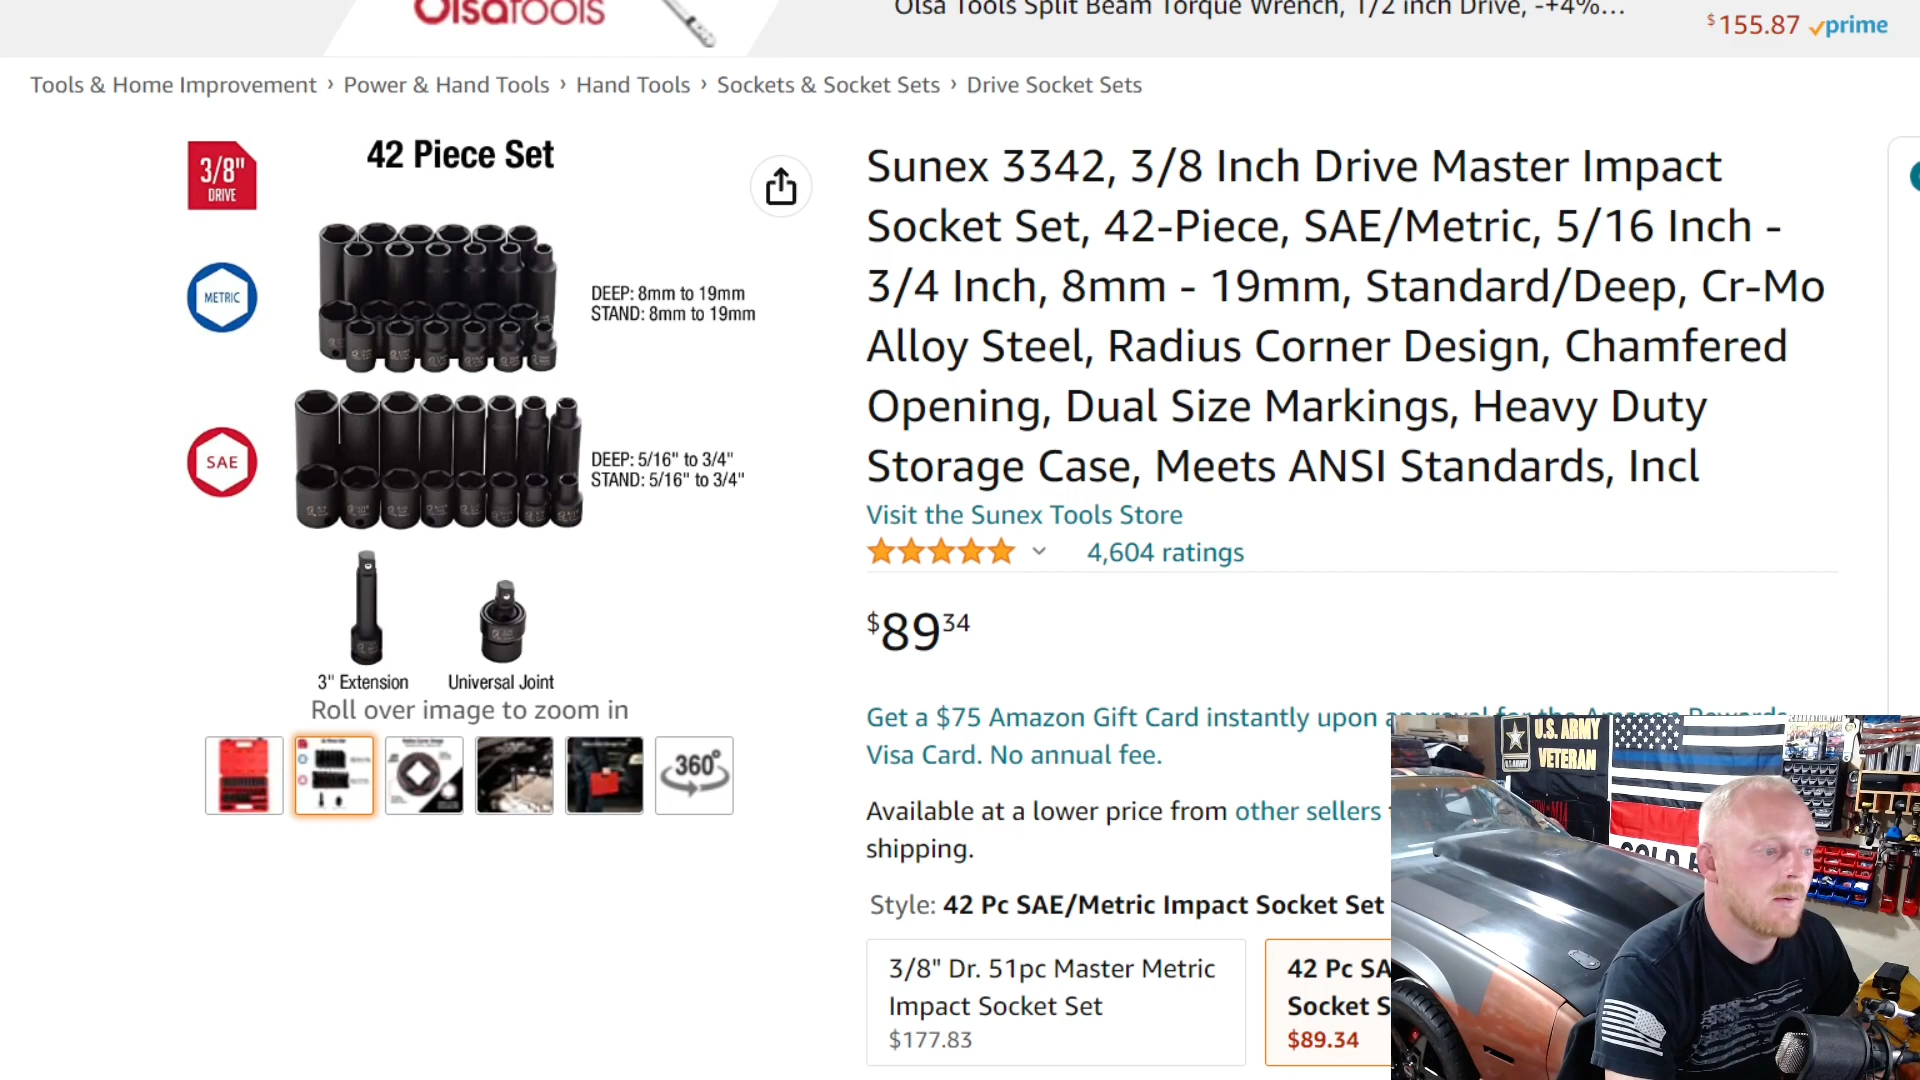 OlsaTOOLS
Olsa Tools Split Beam Torque Wrench, 1/2 inch Drive, -+4%...
$155.87 prime
Tools & Home Improvement › Power & Hand Tools › Hand Tools › Sockets & Socket Sets › Drive Socket Sets
3/8"
DRIVE
42 Piece Set
METRIC
DEEP: 8mm to 19mm
STAND: 8mm to 19mm
SAE
DEEP: 5/16" to 3/4"
STAND: 5/16" to 3/4"
3" Extension
Universal Joint
Roll over image to zoom in
360°
Sunex 3342, 3/8 Inch Drive Master Impact
Socket Set, 42-Piece, SAE/Metric, 5/16 Inch -
3/4 Inch, 8mm - 19mm, Standard/Deep, Cr-Mo
Alloy Steel, Radius Corner Design, Chamfered
Opening, Dual Size Markings, Heavy Duty
Storage Case, Meets ANSI Standards, Incl
Visit the Sunex Tools Store
4,604 ratings
$89 34
Get a $75 Amazon Gift Card instantly upon approval for the Amazon Rewards
Visa Card. No annual fee.
Available at a lower price from other sellers
shipping.
Style: 42 Pc SAE/Metric Impact Socket Set
3/8" Dr. 51pc Master Metric
Impact Socket Set
$177.83
42 Pc SA
Socket S
$89.34
U.S. ARMY
VETERAN